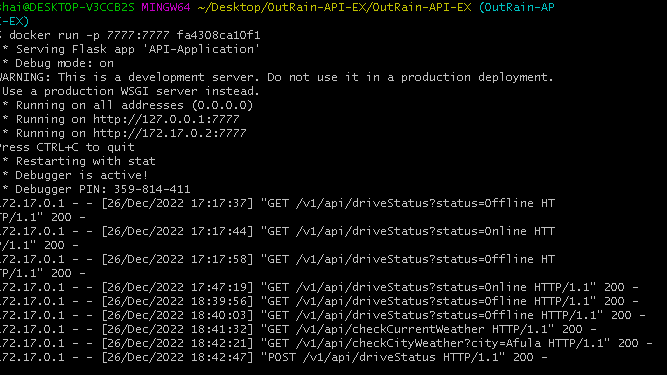 shai@DESKTOP-V3CCB2S MINGW64 ~/Desktop/OutRain-API-EX/OutRain-API-EX (OutRain-AP
I-EX)
$ docker run -p 7777:7777 fa4308ca10f1
* Serving Flask app 'API-Application'
* Debug mode: on
WARNING: This is a development server. Do not use it in a production deployment.
Use a production WSGI server instead.
* Running on all addresses (0.0.0.0)
* Running on http://127.0.0.1:7777
* Running on http://172.17.0.2:7777
Press CTRL+C to quit
* Restarting with stat
* Debugger is active!
* Debugger PIN: 359-814-411
172.17.0.1 - - [26/Dec/2022 17:17:37] "GET /v1/api/driveStatus?status=Offline HT
TP/1.1" 200 -
172.17.0.1 - - [26/Dec/2022 17:17:44] "GET /v1/api/driveStatus?status=Online HTT
P/1.1" 200 -
172.17.0.1 - - [26/Dec/2022 17:17:58] "GET /v1/api/driveStatus?status=Offline HT
TP/1.1" 200 -
172.17.0.1 - - [26/Dec/2022 17:47:19] "GET /v1/api/driveStatus?status=Online HTTP/1.1" 200 -
172.17.0.1 - - [26/Dec/2022 18:39:56] "GET /v1/api/driveStatus?status=Offline HTTP/1.1" 200 -
172.17.0.1 - - [26/Dec/2022 18:40:03] "GET /v1/api/driveStatus?status=Offline HTTP/1.1" 200 -
172.17.0.1 - - [26/Dec/2022 18:41:32] "GET /v1/api/checkCurrentWeather HTTP/1.1" 200 -
172.17.0.1 - - [26/Dec/2022 18:42:21] "GET /v1/api/checkCityWeather?city=Afula HTTP/1.1" 200 -
172.17.0.1 - - [26/Dec/2022 18:42:47] "POST /v1/api/driveStatus HTTP/1.1" 200 -